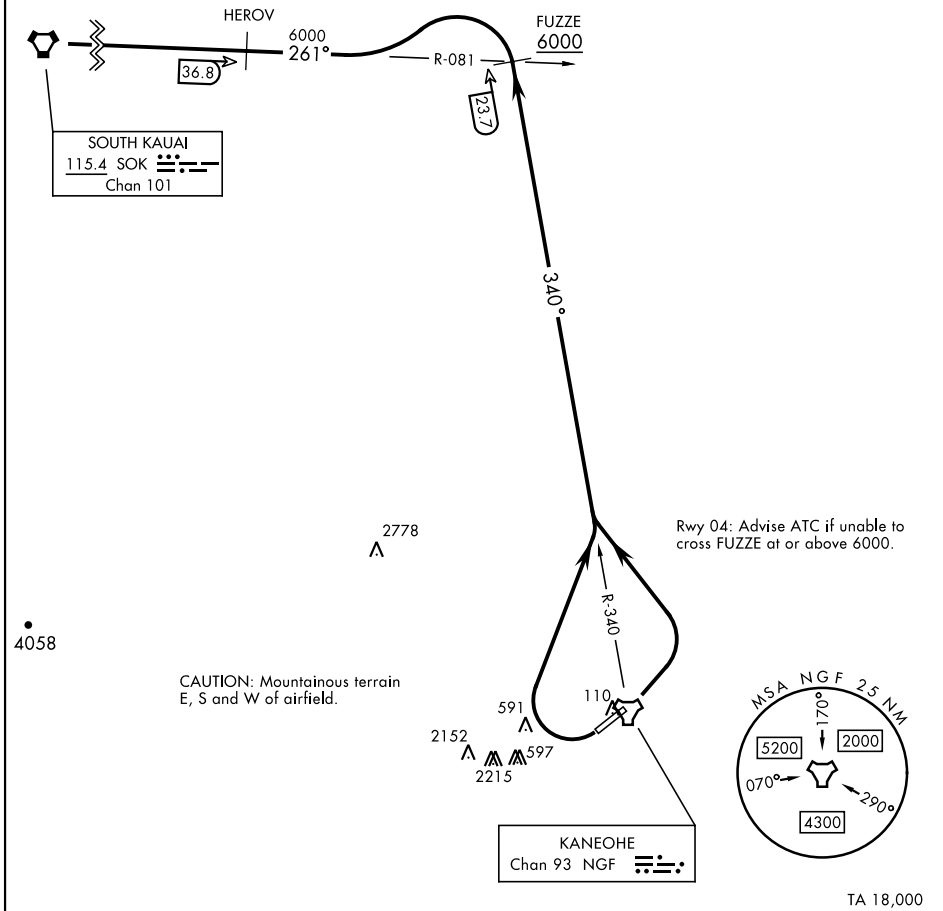 HEROV
6000
261°
FUZZE
6000
R-081
36.8
23.7
SOUTH KAUAI
115.4 SOK
Chan 101
340°
2778
Rwy 04: Advise ATC if unable to
cross FUZZE at or above 6000.
R-340
4058
CAUTION: Mountainous terrain
E, S and W of airfield.
110
591
2152
597
2215
MSA NGF 25 NM
170°
5200
2000
070°
290°
4300
KANEOHE
Chan 93 NGF
TA 18,000